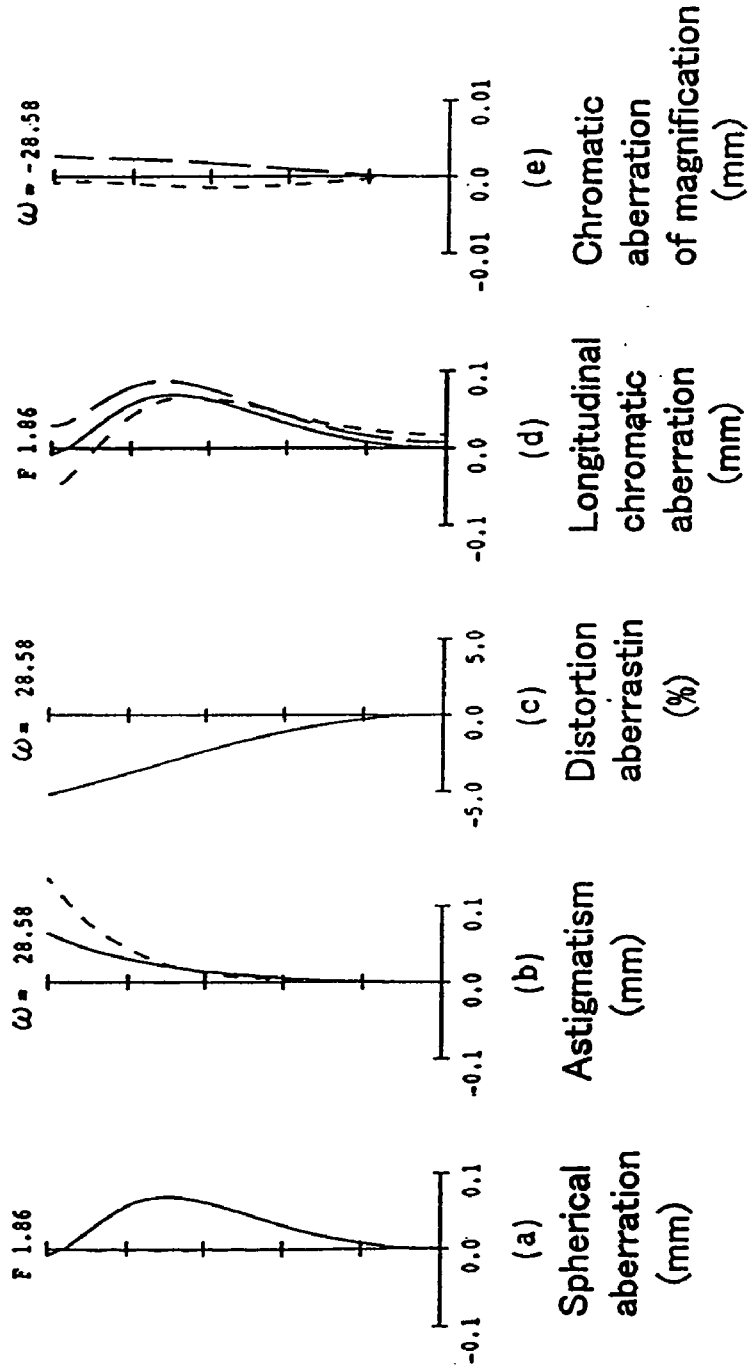 F 1.86
-0.1 0.0 0.1
(a)
Spherical
aberration
(mm)
ω= 28.58
-0.1 0.0 0.1
(b)
Astigmatism
(mm)
ω= 28.58
-5.0 0.0 5.0
(c)
Distortion
aberrastin
(%)
F 1.86
-0.1 0.0 0.1
(d)
Longitudinal
chromatic
aberration
(mm)
ω= -28.58
-0.01 0.0 0.01
(e)
Chromatic
aberration
of magnification
(mm)